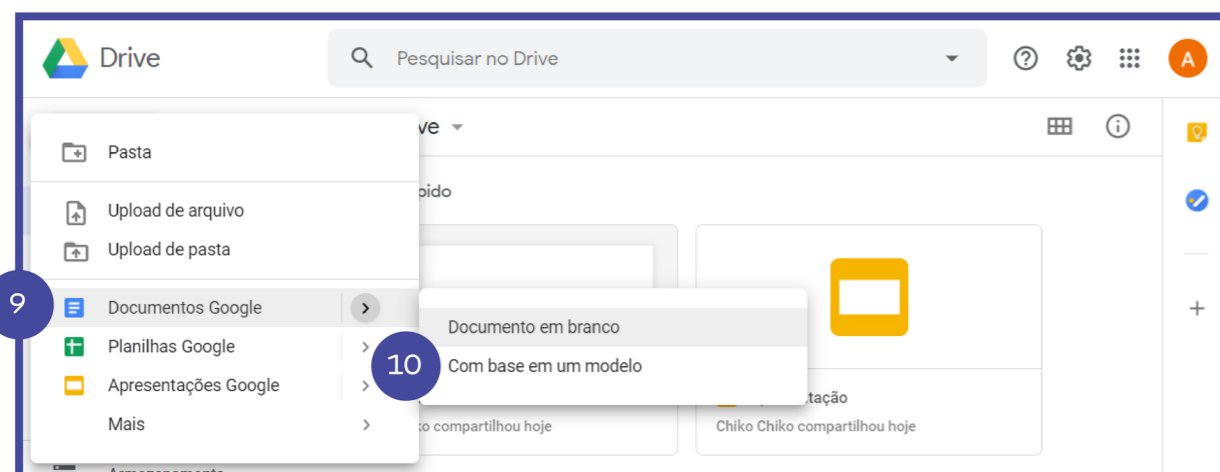 Drive
Pesquisar no Drive
A
ve
Pasta
pido
Upload de arquivo
Upload de pasta
9
Documentos Google
Documento em branco
Planilhas Google
10
Com base em um modelo
Apresentações Google
tação
Mais
o compartilhou hoje
Chiko Chiko compartilhou hoje